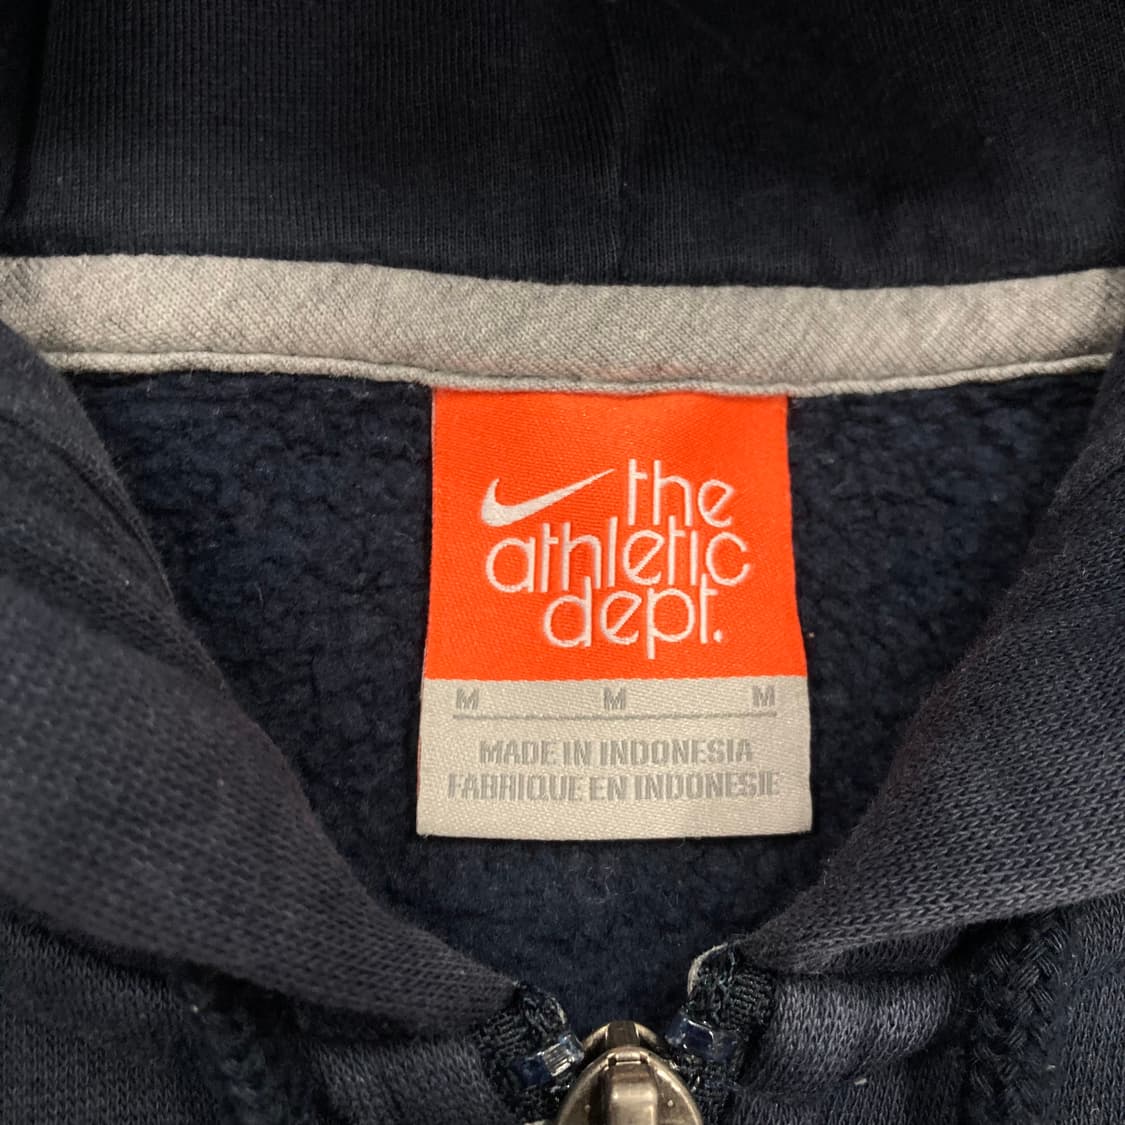 the
athletic
dept.
M M M
MADE IN INDONESIA
FABRIQUE EN INDONESIE